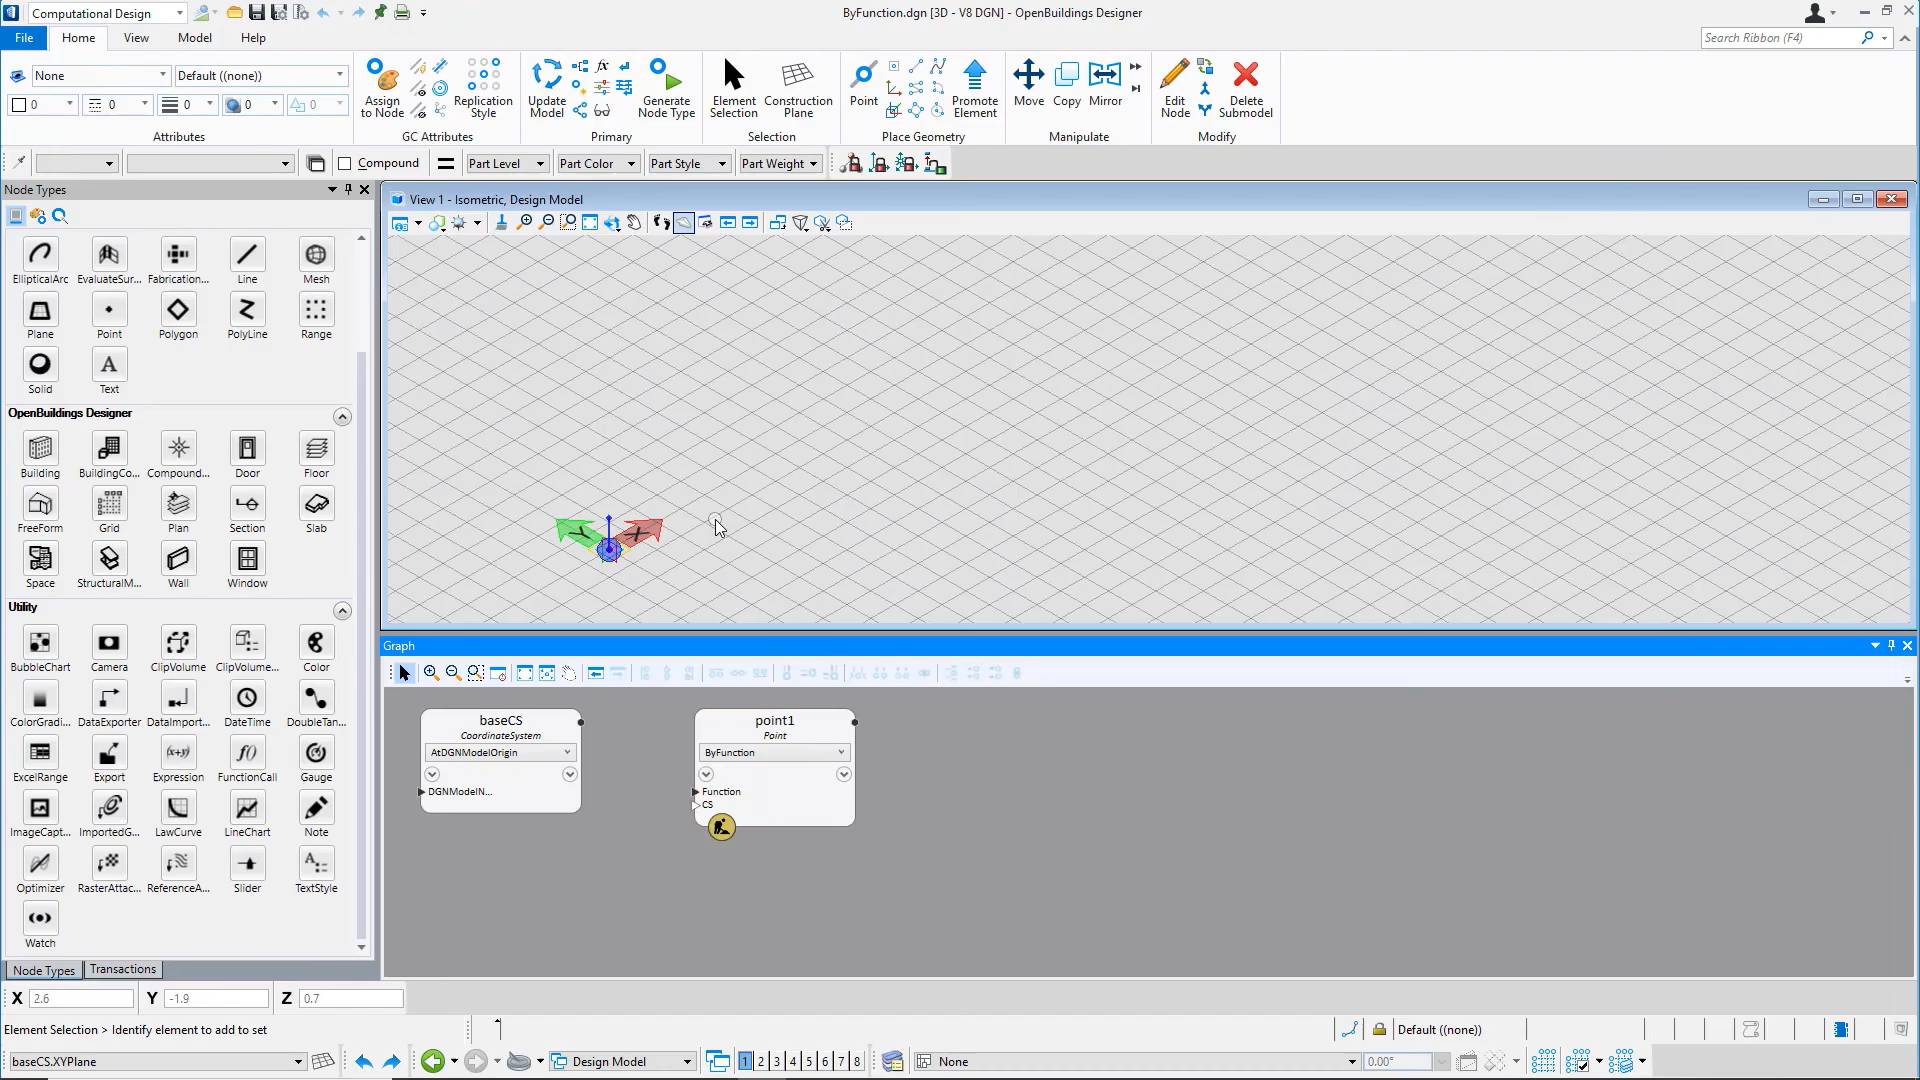 Computational Design
ByFunction.dgn [3D - V8 DGN] - OpenBuildings Designer
File Home View Model Help
Search Ribbon (F4)
None Default ((none))
0 0 0 0 0
Attributes
Assign to Node
Replication Style
GC Attributes
Update Model
fx
Generate Node Type
Primary
Element Selection
Construction Plane
Selection
Point
Promote Element
Place Geometry
Move Copy Mirror
Manipulate
Edit Node
Delete Submodel
Modify
Compound
Part Level Part Color Part Style Part Weight
Node Types
View 1 - Isometric, Design Model
EllipticalArc EvaluateSur... Fabrication... Line Mesh
Plane Point Polygon PolyLine Range
Solid Text
OpenBuildings Designer
Building BuildingCo... Compound... Door Floor
FreeForm Grid Plan Section Slab
Space StructuralM... Wall Window
Utility
BubbleChart Camera ClipVolume ClipVolume... Color
ColorGradi... DataExporter DataImport... DateTime DoubleTan...
(x+y) f()
ExcelRange Export Expression FunctionCall Gauge
ImageCapt... ImportedG... LawCurve LineChart Note
Optimizer RasterAttac... ReferenceA... Slider TextStyle
Watch
Node Types Transactions
Y X
Graph
baseCS
CoordinateSystem
AtDGNModelOrigin
DGNModelN...
point1
Point
ByFunction
Function
CS
X 2.6 Y -1.9 Z 0.7
Element Selection > Identify element to add to set
Default ((none))
baseCS.XYPlane
Design Model
1 2 3 4 5 6 7 8
None
0.00°